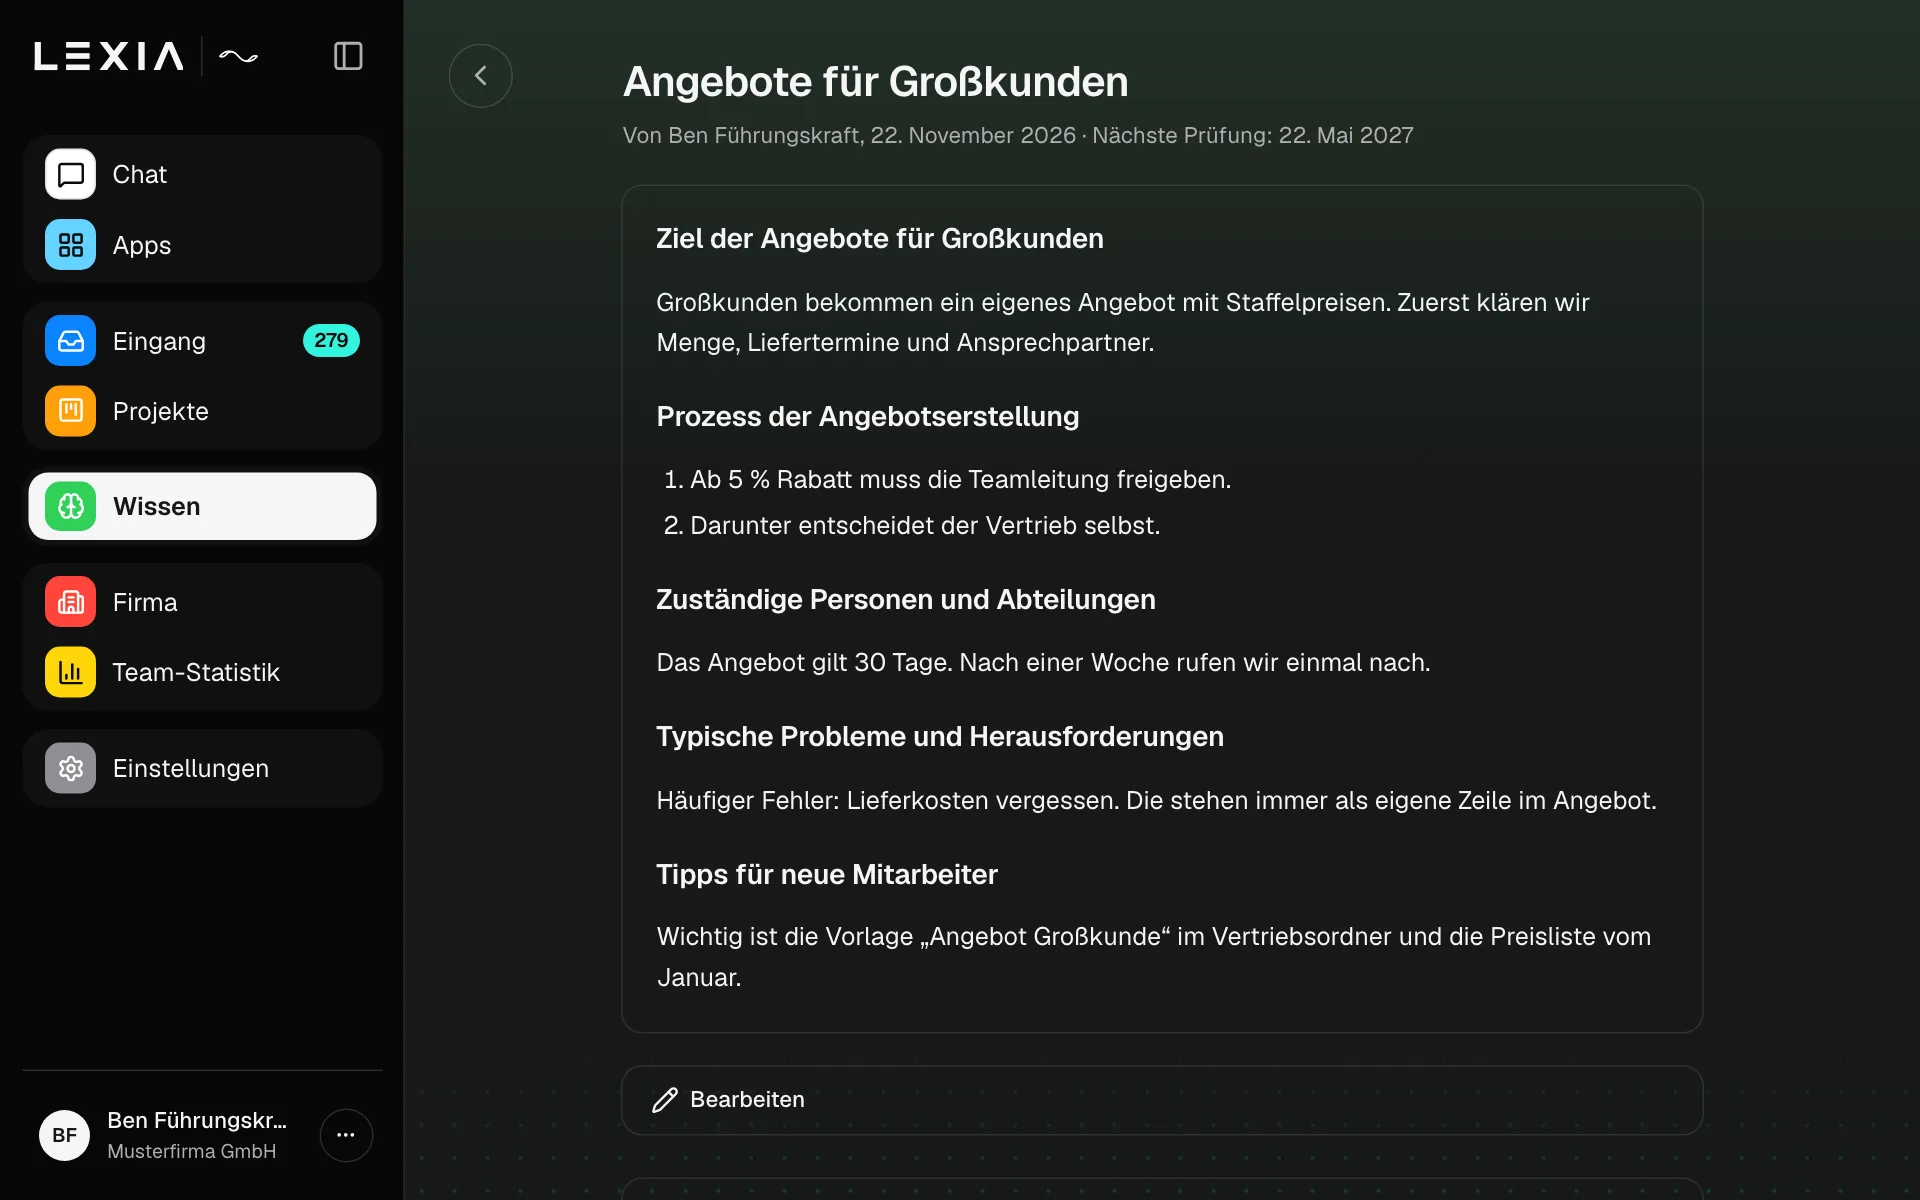 LEXIA
Chat
Apps
Eingang 279
Projekte
Wissen
Firma
Team-Statistik
Einstellungen
BF
Ben Führungskr...
Musterfirma GmbH
Angebote für Großkunden
Von Ben Führungskraft, 22. November 2026 · Nächste Prüfung: 22. Mai 2027
Ziel der Angebote für Großkunden
Großkunden bekommen ein eigenes Angebot mit Staffelpreisen. Zuerst klären wir
Menge, Liefertermine und Ansprechpartner.
Prozess der Angebotserstellung
1. Ab 5 % Rabatt muss die Teamleitung freigeben.
2. Darunter entscheidet der Vertrieb selbst.
Zuständige Personen und Abteilungen
Das Angebot gilt 30 Tage. Nach einer Woche rufen wir einmal nach.
Typische Probleme und Herausforderungen
Häufiger Fehler: Lieferkosten vergessen. Die stehen immer als eigene Zeile im Angebot.
Tipps für neue Mitarbeiter
Wichtig ist die Vorlage „Angebot Großkunde“ im Vertriebsordner und die Preisliste vom
Januar.
Bearbeiten